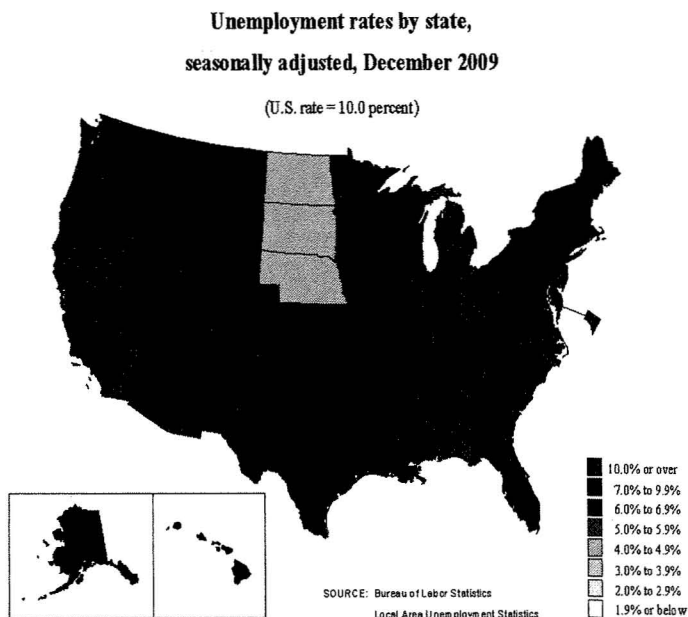 Unemployment rates by state,
seasonally adjusted, December 2009
(U.S. rate = 10.0 percent)
10.0% or over
7.0% to 9.9%
6.0% to 6.9%
5.0% to 5.9%
4.0% to 4.9%
3.0% to 3.9%
2.0% to 2.9%
1.9% or below
SOURCE: Bureau of Labor Statistics
Local Area Unemployment Statistics